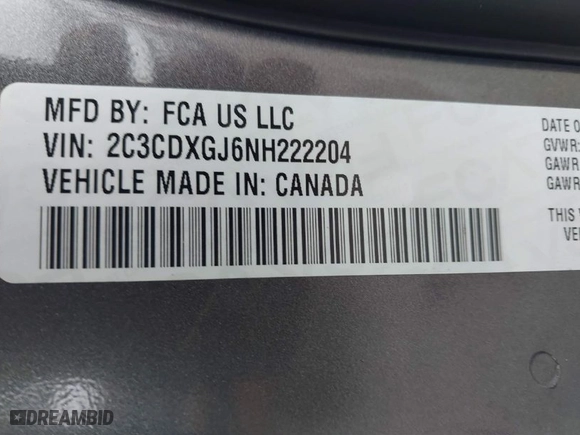 MFD BY: FCA US LLC
VIN: 2C3CDXGJ6NH222204
VEHICLE MADE IN: CANADA
DATE O
GVWR:
GAWR
GAWR
THIS V
VE
DREAMBID